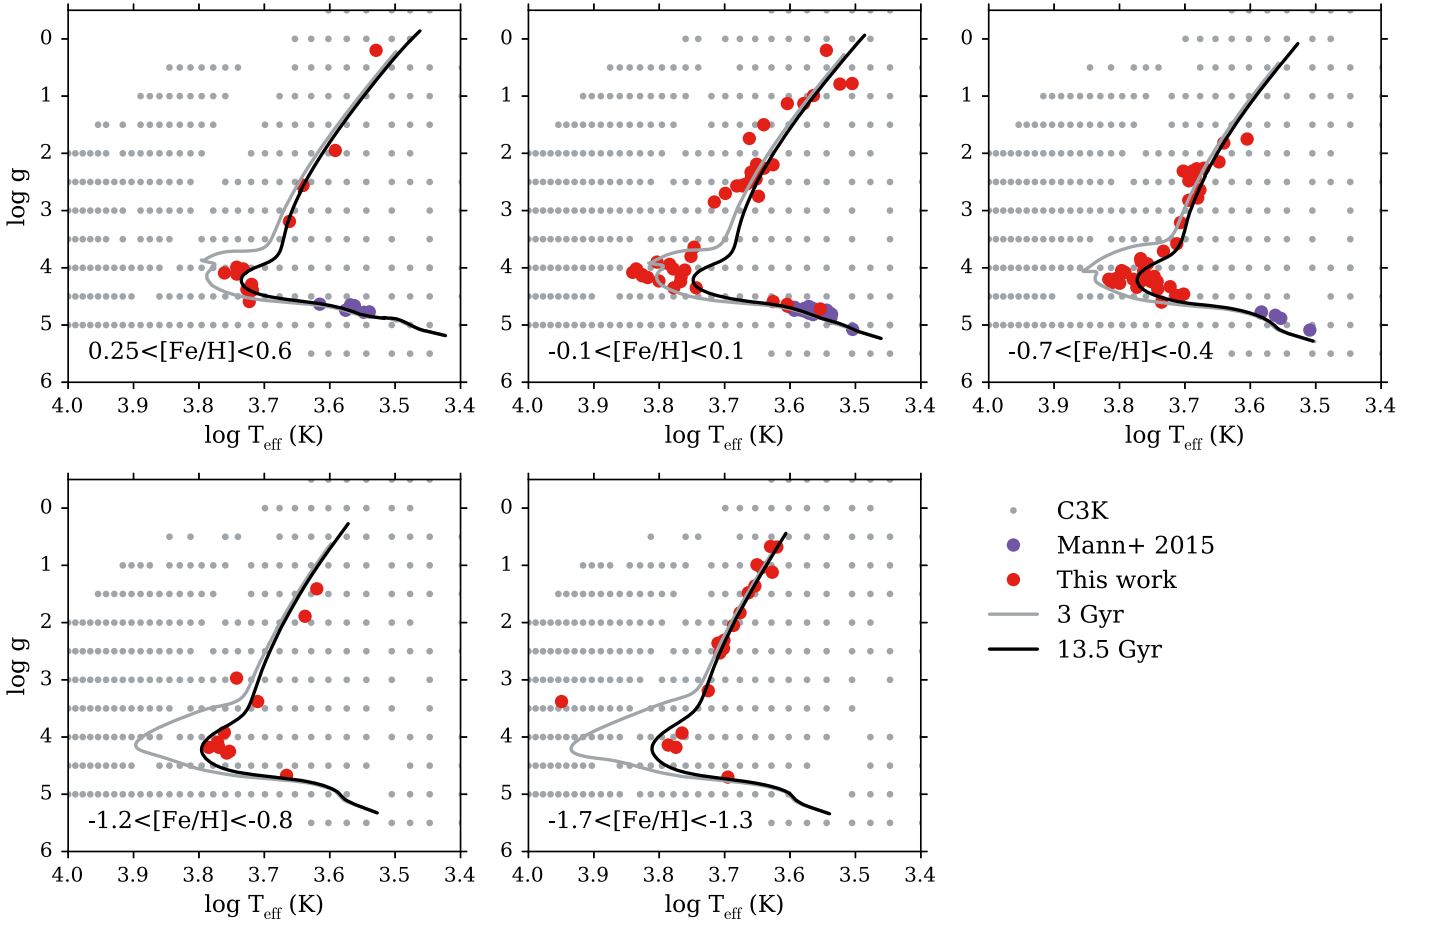 log g
0
1
2
3
4
5
6
0.25<[Fe/H]<0.6
4.0 3.9 3.8 3.7 3.6 3.5 3.4
log T_eff (K)
0
1
2
3
4
5
6
-0.1<[Fe/H]<0.1
4.0 3.9 3.8 3.7 3.6 3.5 3.4
log T_eff (K)
0
1
2
3
4
5
6
-0.7<[Fe/H]<-0.4
4.0 3.9 3.8 3.7 3.6 3.5 3.4
log T_eff (K)
log g
0
1
2
3
4
5
6
-1.2<[Fe/H]<-0.8
4.0 3.9 3.8 3.7 3.6 3.5 3.4
log T_eff (K)
0
1
2
3
4
5
6
-1.7<[Fe/H]<-1.3
4.0 3.9 3.8 3.7 3.6 3.5 3.4
log T_eff (K)
C3K
Mann+ 2015
This work
3 Gyr
13.5 Gyr